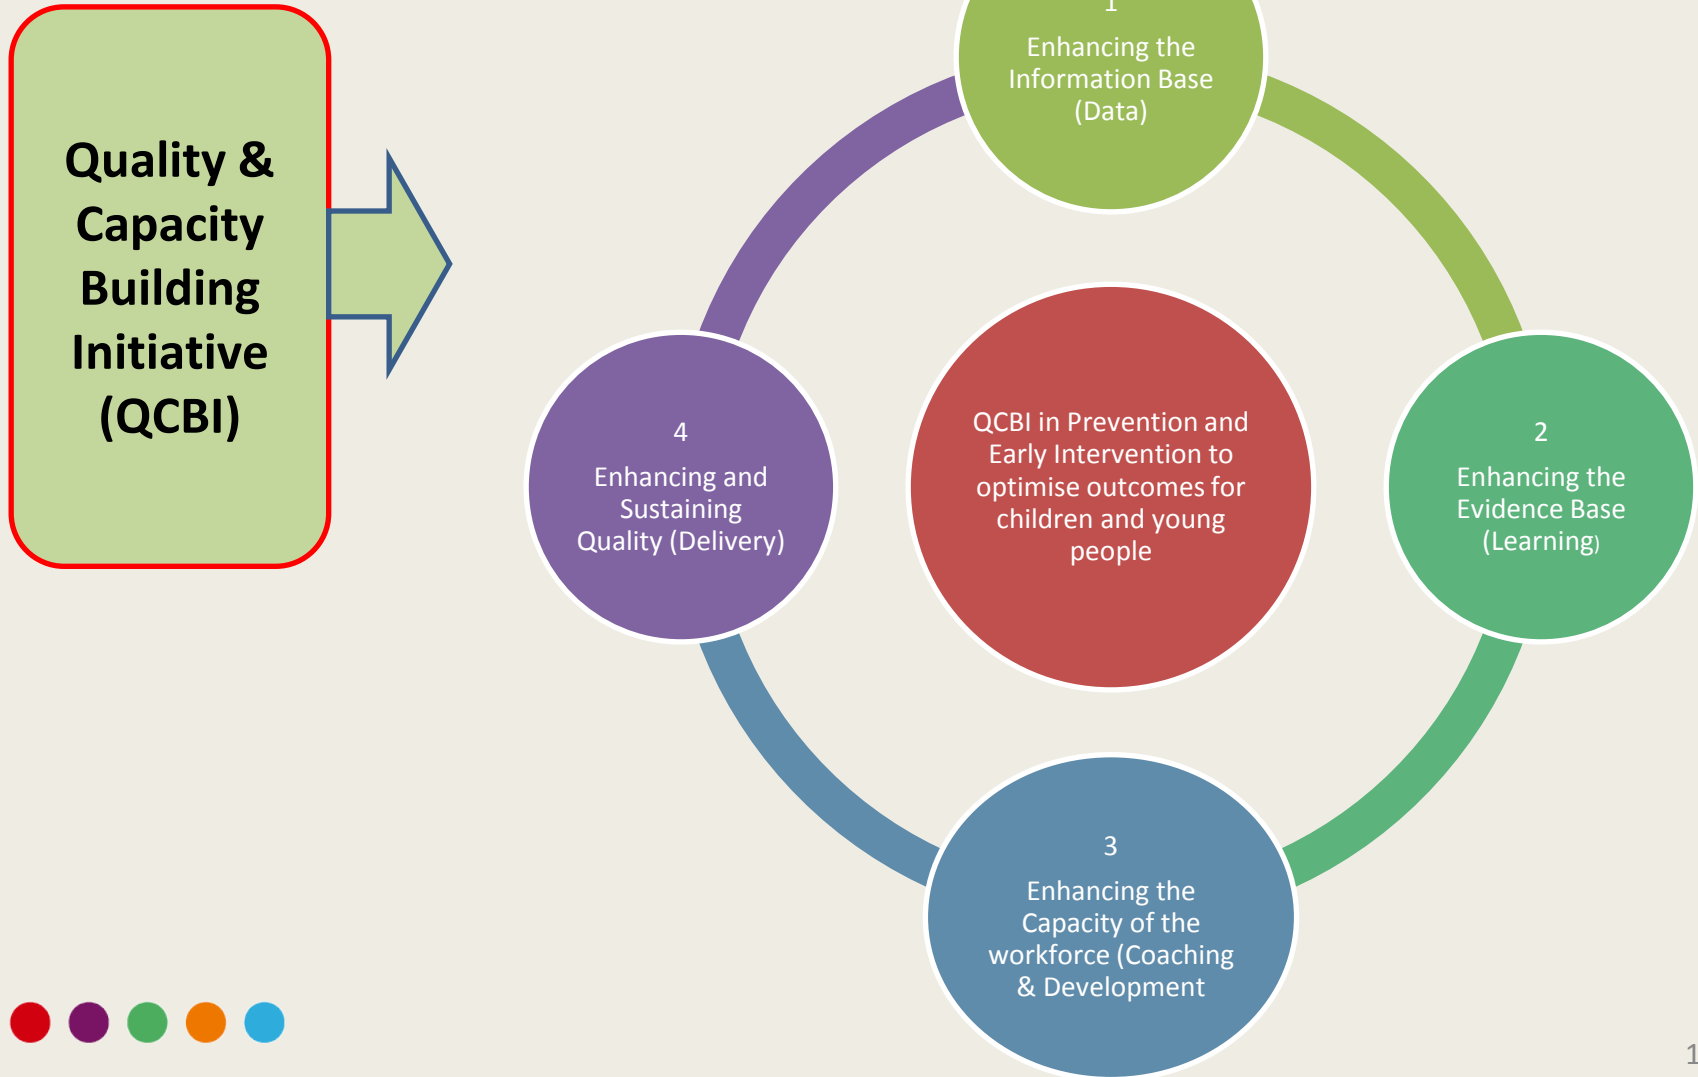 Quality &
Capacity
Building
Initiative
(QCBI)
1
Enhancing the
Information Base
(Data)
2
Enhancing the
Evidence Base
(Learning)
3
Enhancing the
Capacity of the
workforce (Coaching
& Development
4
Enhancing and
Sustaining
Quality (Delivery)
QCBI in Prevention and
Early Intervention to
optimise outcomes for
children and young
people
1